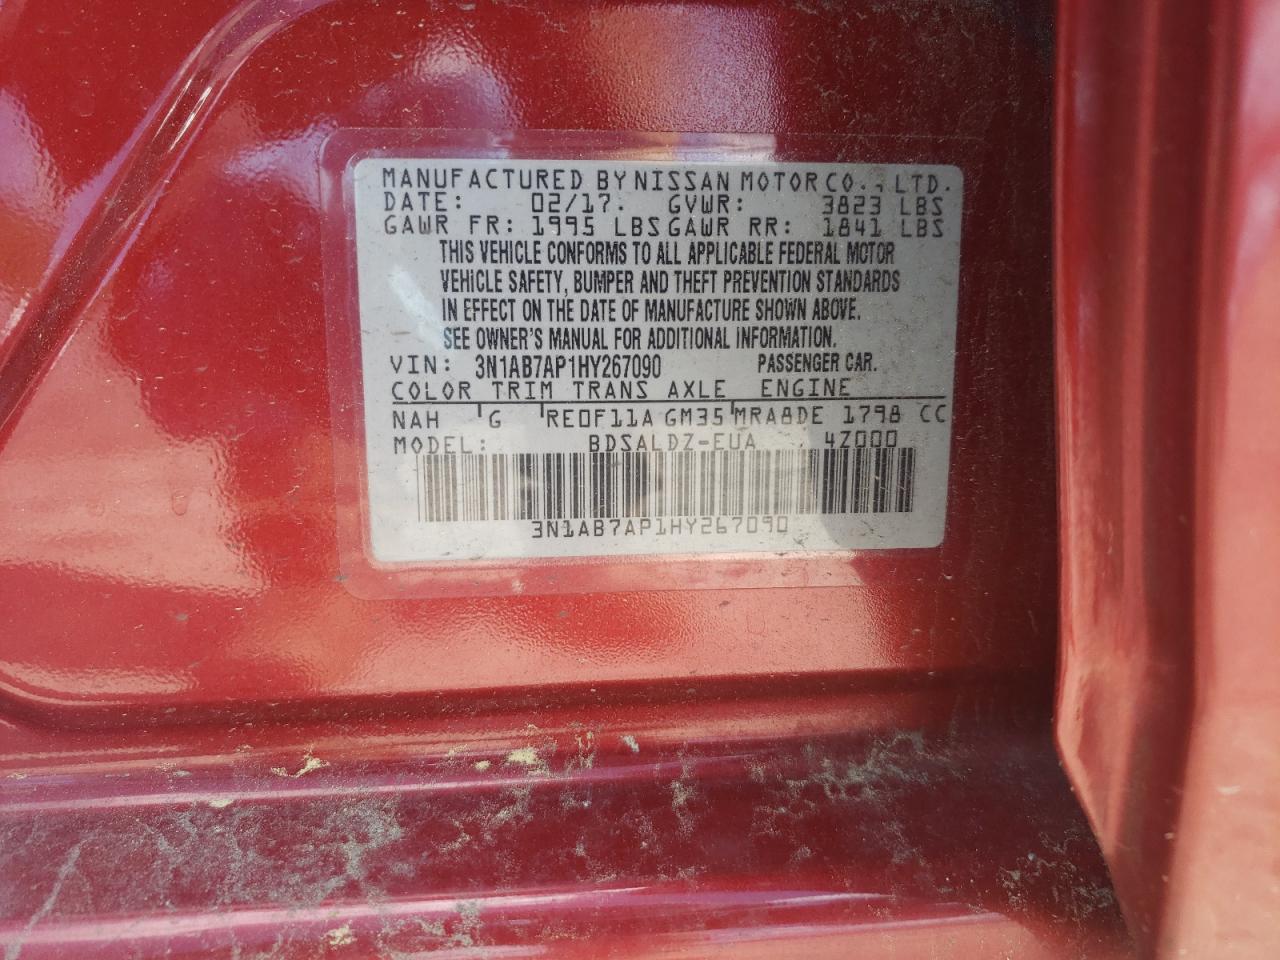 MANUFACTURED BY NISSAN MOTOR CO., LTD.
DATE: 02/17. GVWR: 3823 LBS
GAWR FR: 1995 LBS GAWR RR: 1841 LBS
THIS VEHICLE CONFORMS TO ALL APPLICABLE FEDERAL MOTOR
VEHICLE SAFETY, BUMPER AND THEFT PREVENTION STANDARDS
IN EFFECT ON THE DATE OF MANUFACTURE SHOWN ABOVE.
SEE OWNER'S MANUAL FOR ADDITIONAL INFORMATION.
VIN: 3N1AB7AP1HY267090 PASSENGER CAR.
COLOR TRIM TRANS AXLE ENGINE
NAH G RE0F11A GM35 MRA8DE 1798 CC
MODEL: BDSALDZ-EUA 4Z000
3N1AB7AP1HY267090